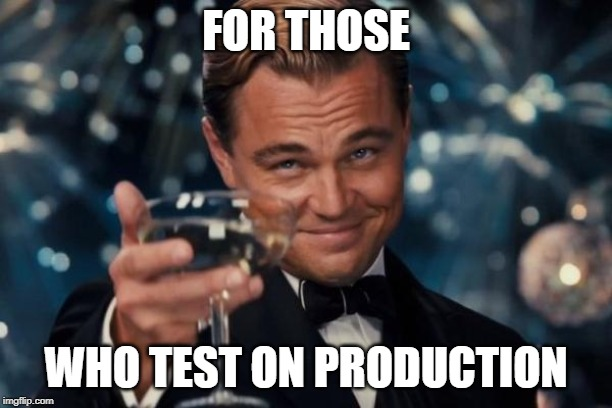 FOR THOSE
WHO TEST ON PRODUCTION
imgflip.com